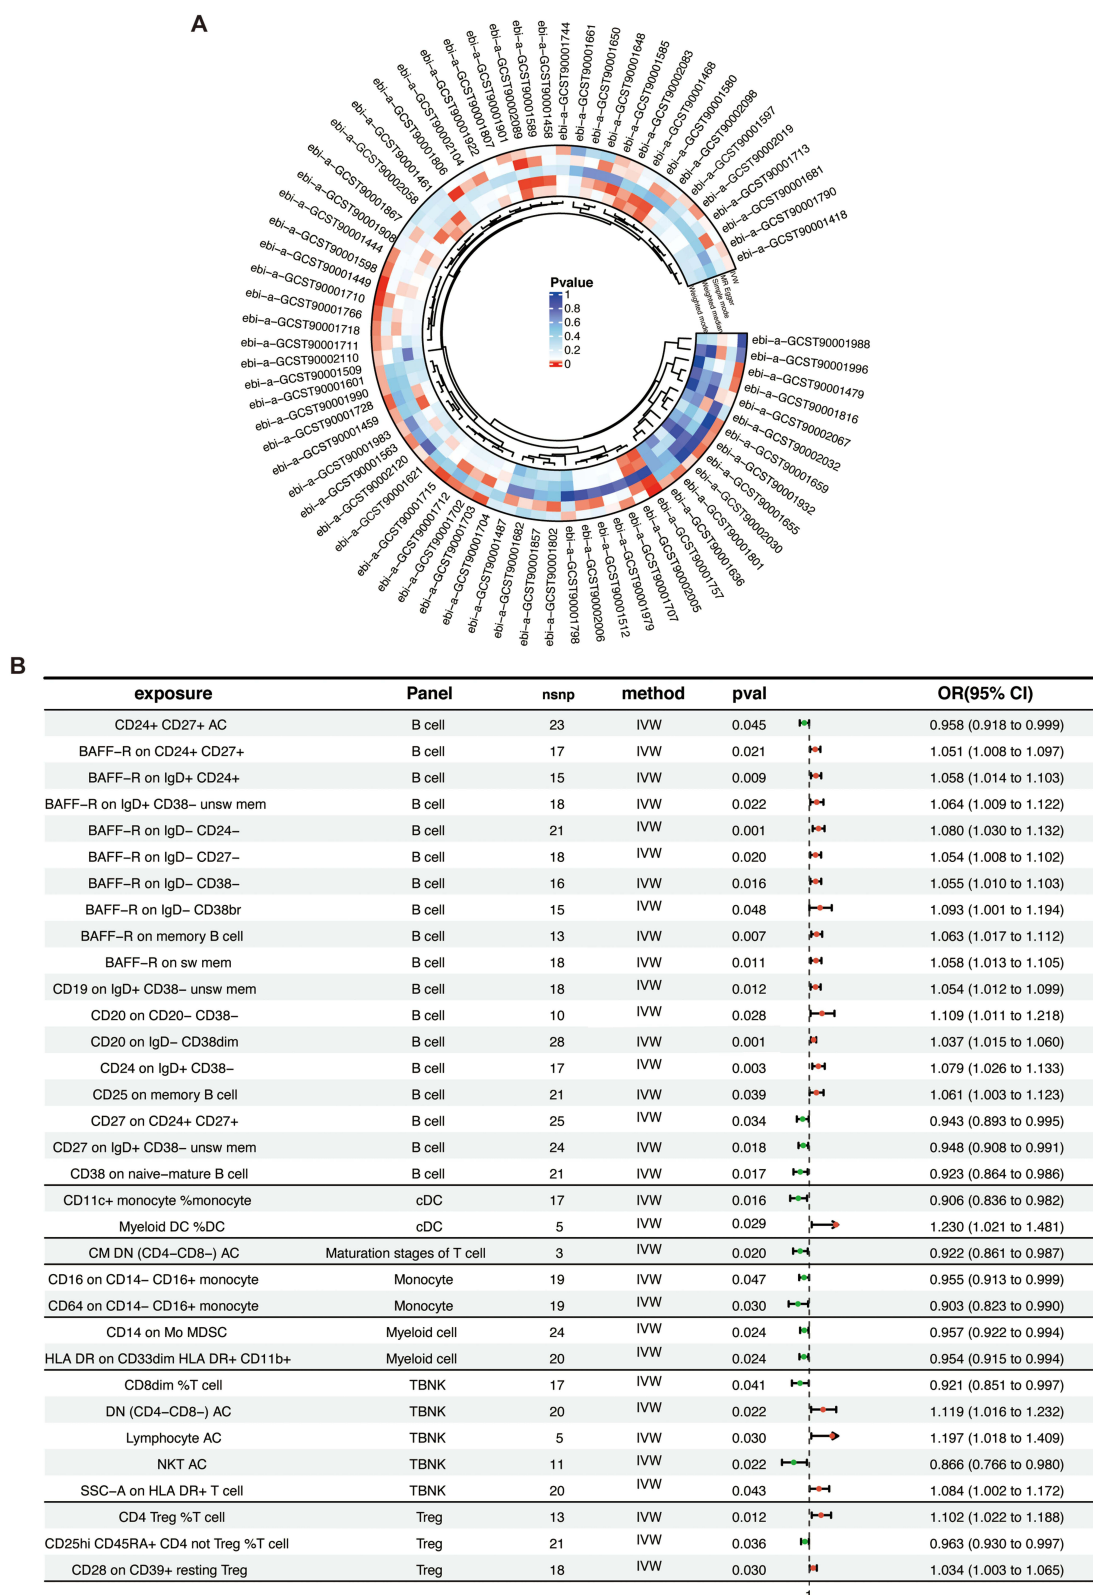 A
ebi−a−GCST90001744
ebi−a−GCST90001661
ebi−a−GCST90001650
ebi−a−GCST90001648
ebi−a−GCST90001585
ebi−a−GCST90002083
ebi−a−GCST90001468
ebi−a−GCST90001580
ebi−a−GCST90002098
ebi−a−GCST90001597
ebi−a−GCST90002019
ebi−a−GCST90001713
ebi−a−GCST90001681
ebi−a−GCST90001790
ebi−a−GCST90001418
IVW
MR Egger
Simple mode
Weighted median
Weighted mode
ebi−a−GCST90001988
ebi−a−GCST90001996
ebi−a−GCST90001479
ebi−a−GCST90001816
ebi−a−GCST90002067
ebi−a−GCST90002032
ebi−a−GCST90001659
ebi−a−GCST90001932
ebi−a−GCST90001655
ebi−a−GCST90002030
ebi−a−GCST90001801
ebi−a−GCST90001636
ebi−a−GCST90001757
ebi−a−GCST90002005
ebi−a−GCST90001707
ebi−a−GCST90001979
ebi−a−GCST90001512
ebi−a−GCST90002006
ebi−a−GCST90001798
ebi−a−GCST90001802
ebi−a−GCST90001857
ebi−a−GCST90001682
ebi−a−GCST90001487
ebi−a−GCST90001704
ebi−a−GCST90001703
ebi−a−GCST90001702
ebi−a−GCST90001712
ebi−a−GCST90001715
ebi−a−GCST90001621
ebi−a−GCST90002120
ebi−a−GCST90001563
ebi−a−GCST90001983
ebi−a−GCST90001459
ebi−a−GCST90001728
ebi−a−GCST90001990
ebi−a−GCST90001601
ebi−a−GCST90001509
ebi−a−GCST90002110
ebi−a−GCST90001711
ebi−a−GCST90001718
ebi−a−GCST90001766
ebi−a−GCST90001710
ebi−a−GCST90001449
ebi−a−GCST90001598
ebi−a−GCST90001444
ebi−a−GCST90001908
ebi−a−GCST90001867
ebi−a−GCST90002058
ebi−a−GCST90001461
ebi−a−GCST90001806
ebi−a−GCST90002104
ebi−a−GCST90001922
ebi−a−GCST90001807
ebi−a−GCST90001901
ebi−a−GCST90002089
ebi−a−GCST90001589
ebi−a−GCST90001458
Pvalue
1
0.8
0.6
0.4
0.2
0
B
exposure Panel nsnp method pval OR(95% CI)
CD24+ CD27+ AC B cell 23 IVW 0.045 0.958 (0.918 to 0.999)
BAFF−R on CD24+ CD27+ B cell 17 IVW 0.021 1.051 (1.008 to 1.097)
BAFF−R on IgD+ CD24+ B cell 15 IVW 0.009 1.058 (1.014 to 1.103)
BAFF−R on IgD+ CD38− unsw mem B cell 18 IVW 0.022 1.064 (1.009 to 1.122)
BAFF−R on IgD− CD24− B cell 21 IVW 0.001 1.080 (1.030 to 1.132)
BAFF−R on IgD− CD27− B cell 18 IVW 0.020 1.054 (1.008 to 1.102)
BAFF−R on IgD− CD38− B cell 16 IVW 0.016 1.055 (1.010 to 1.103)
BAFF−R on IgD− CD38br B cell 15 IVW 0.048 1.093 (1.001 to 1.194)
BAFF−R on memory B cell B cell 13 IVW 0.007 1.063 (1.017 to 1.112)
BAFF−R on sw mem B cell 18 IVW 0.011 1.058 (1.013 to 1.105)
CD19 on IgD+ CD38− unsw mem B cell 18 IVW 0.012 1.054 (1.012 to 1.099)
CD20 on CD20− CD38− B cell 10 IVW 0.028 1.109 (1.011 to 1.218)
CD20 on IgD− CD38dim B cell 28 IVW 0.001 1.037 (1.015 to 1.060)
CD24 on IgD+ CD38− B cell 17 IVW 0.003 1.079 (1.026 to 1.133)
CD25 on memory B cell B cell 21 IVW 0.039 1.061 (1.003 to 1.123)
CD27 on CD24+ CD27+ B cell 25 IVW 0.034 0.943 (0.893 to 0.995)
CD27 on IgD+ CD38− unsw mem B cell 24 IVW 0.018 0.948 (0.908 to 0.991)
CD38 on naive−mature B cell B cell 21 IVW 0.017 0.923 (0.864 to 0.986)
CD11c+ monocyte %monocyte cDC 17 IVW 0.016 0.906 (0.836 to 0.982)
Myeloid DC %DC cDC 5 IVW 0.029 1.230 (1.021 to 1.481)
CM DN (CD4−CD8−) AC Maturation stages of T cell 3 IVW 0.020 0.922 (0.861 to 0.987)
CD16 on CD14− CD16+ monocyte Monocyte 19 IVW 0.047 0.955 (0.913 to 0.999)
CD64 on CD14− CD16+ monocyte Monocyte 19 IVW 0.030 0.903 (0.823 to 0.990)
CD14 on Mo MDSC Myeloid cell 24 IVW 0.024 0.957 (0.922 to 0.994)
HLA DR on CD33dim HLA DR+ CD11b+ Myeloid cell 20 IVW 0.024 0.954 (0.915 to 0.994)
CD8dim %T cell TBNK 17 IVW 0.041 0.921 (0.851 to 0.997)
DN (CD4−CD8−) AC TBNK 20 IVW 0.022 1.119 (1.016 to 1.232)
Lymphocyte AC TBNK 5 IVW 0.030 1.197 (1.018 to 1.409)
NKT AC TBNK 11 IVW 0.022 0.866 (0.766 to 0.980)
SSC−A on HLA DR+ T cell TBNK 20 IVW 0.043 1.084 (1.002 to 1.172)
CD4 Treg %T cell Treg 13 IVW 0.012 1.102 (1.022 to 1.188)
CD25hi CD45RA+ CD4 not Treg %T cell Treg 21 IVW 0.036 0.963 (0.930 to 0.997)
CD28 on CD39+ resting Treg Treg 18 IVW 0.030 1.034 (1.003 to 1.065)
1